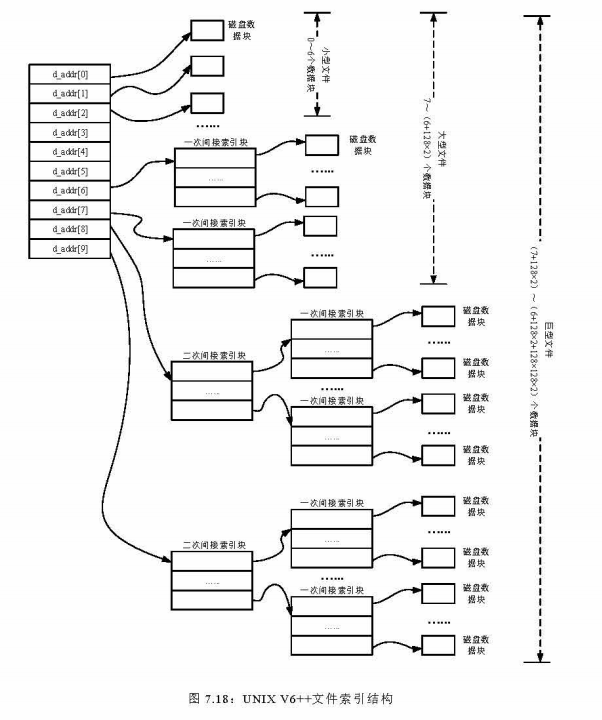 磁盘数
据块
d_addr[0]
d_addr[1]
d_addr[2]
d_addr[3]
d_addr[4]
d_addr[5]
d_addr[6]
d_addr[7]
d_addr[8]
d_addr[9]
……
小型文件
0～6个数据块
一次间接索引块
……
磁盘数
据块
……
一次间接索引块
……
……
大型文件
7～（6+128×2）个数据块
二次间接索引块
……
一次间接索引块
……
磁盘数
据块
……
磁盘数
据块
……
一次间接索引块
……
磁盘数
据块
……
磁盘数
据块
二次间接索引块
……
一次间接索引块
……
磁盘数
据块
……
磁盘数
据块
……
一次间接索引块
……
磁盘数
据块
……
磁盘数
据块
巨型文件
（7+128×2）～（6+128×2+128×128×2）个数据块
图 7.18：UNIX V6++文件索引结构